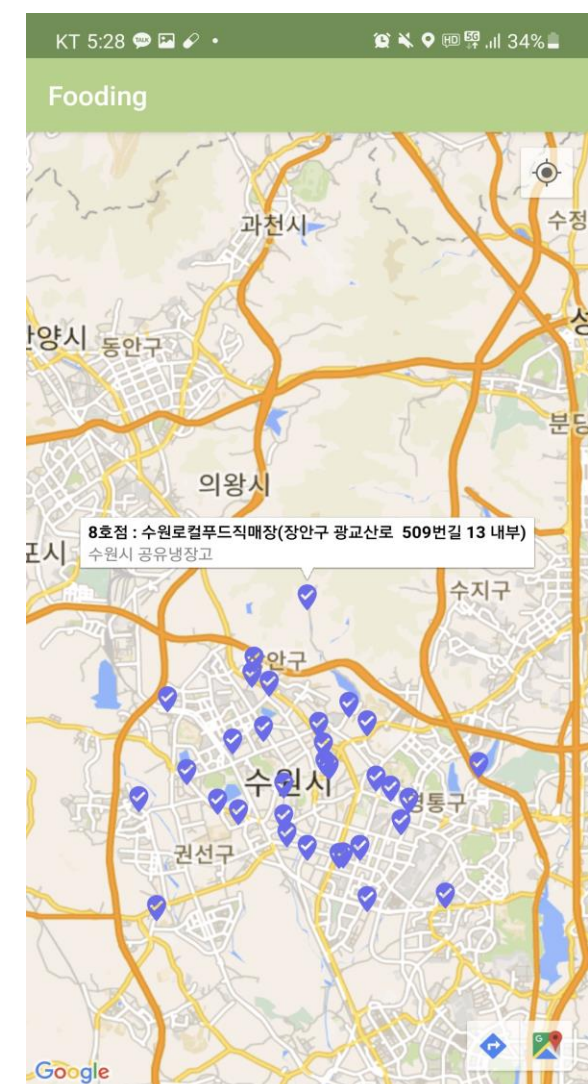 KT 5:28
HD 5G 34%
Fooding
과천시
수정
양시
동안구
성
분당
의왕시
8호점 : 수원로컬푸드직매장(장안구 광교산로 509번길 13 내부)
수원시 공유냉장고
포시
수지구
안구
수원시
영통구
권선구
Google